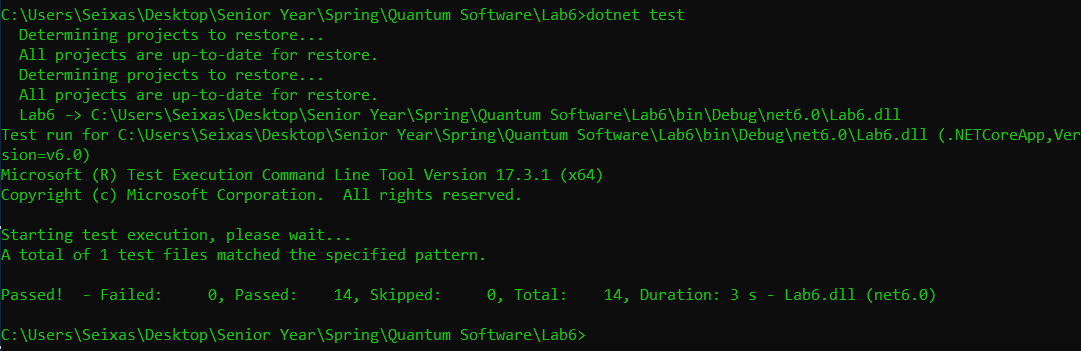 C:\Users\Seixas\Desktop\Senior Year\Spring\Quantum Software\Lab6>dotnet test
  Determining projects to restore...
  All projects are up-to-date for restore.
  Determining projects to restore...
  All projects are up-to-date for restore.
  Lab6 -> C:\Users\Seixas\Desktop\Senior Year\Spring\Quantum Software\Lab6\bin\Debug\net6.0\Lab6.dll
Test run for C:\Users\Seixas\Desktop\Senior Year\Spring\Quantum Software\Lab6\bin\Debug\net6.0\Lab6.dll (.NETCoreApp,Ver
sion=v6.0)
Microsoft (R) Test Execution Command Line Tool Version 17.3.1 (x64)
Copyright (c) Microsoft Corporation.  All rights reserved.

Starting test execution, please wait...
A total of 1 test files matched the specified pattern.

Passed!  - Failed:     0, Passed:    14, Skipped:     0, Total:    14, Duration: 3 s - Lab6.dll (net6.0)

C:\Users\Seixas\Desktop\Senior Year\Spring\Quantum Software\Lab6>